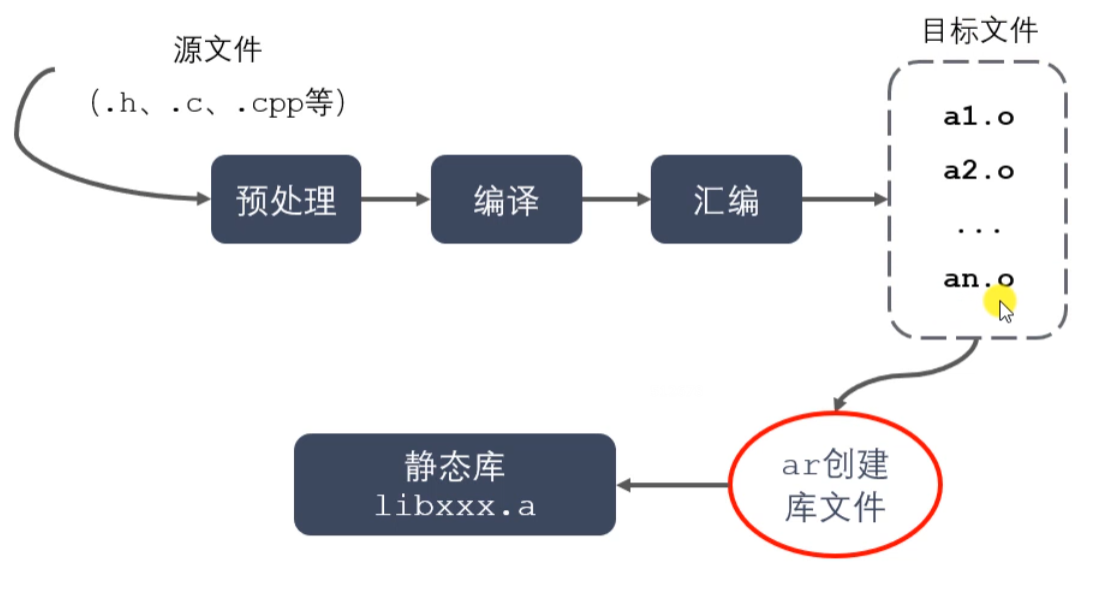 源文件
（.h、.c、.cpp等）
目标文件
预处理
编译
汇编
a1.o
a2.o
...
an.o
ar创建
库文件
静态库
libxxx.a